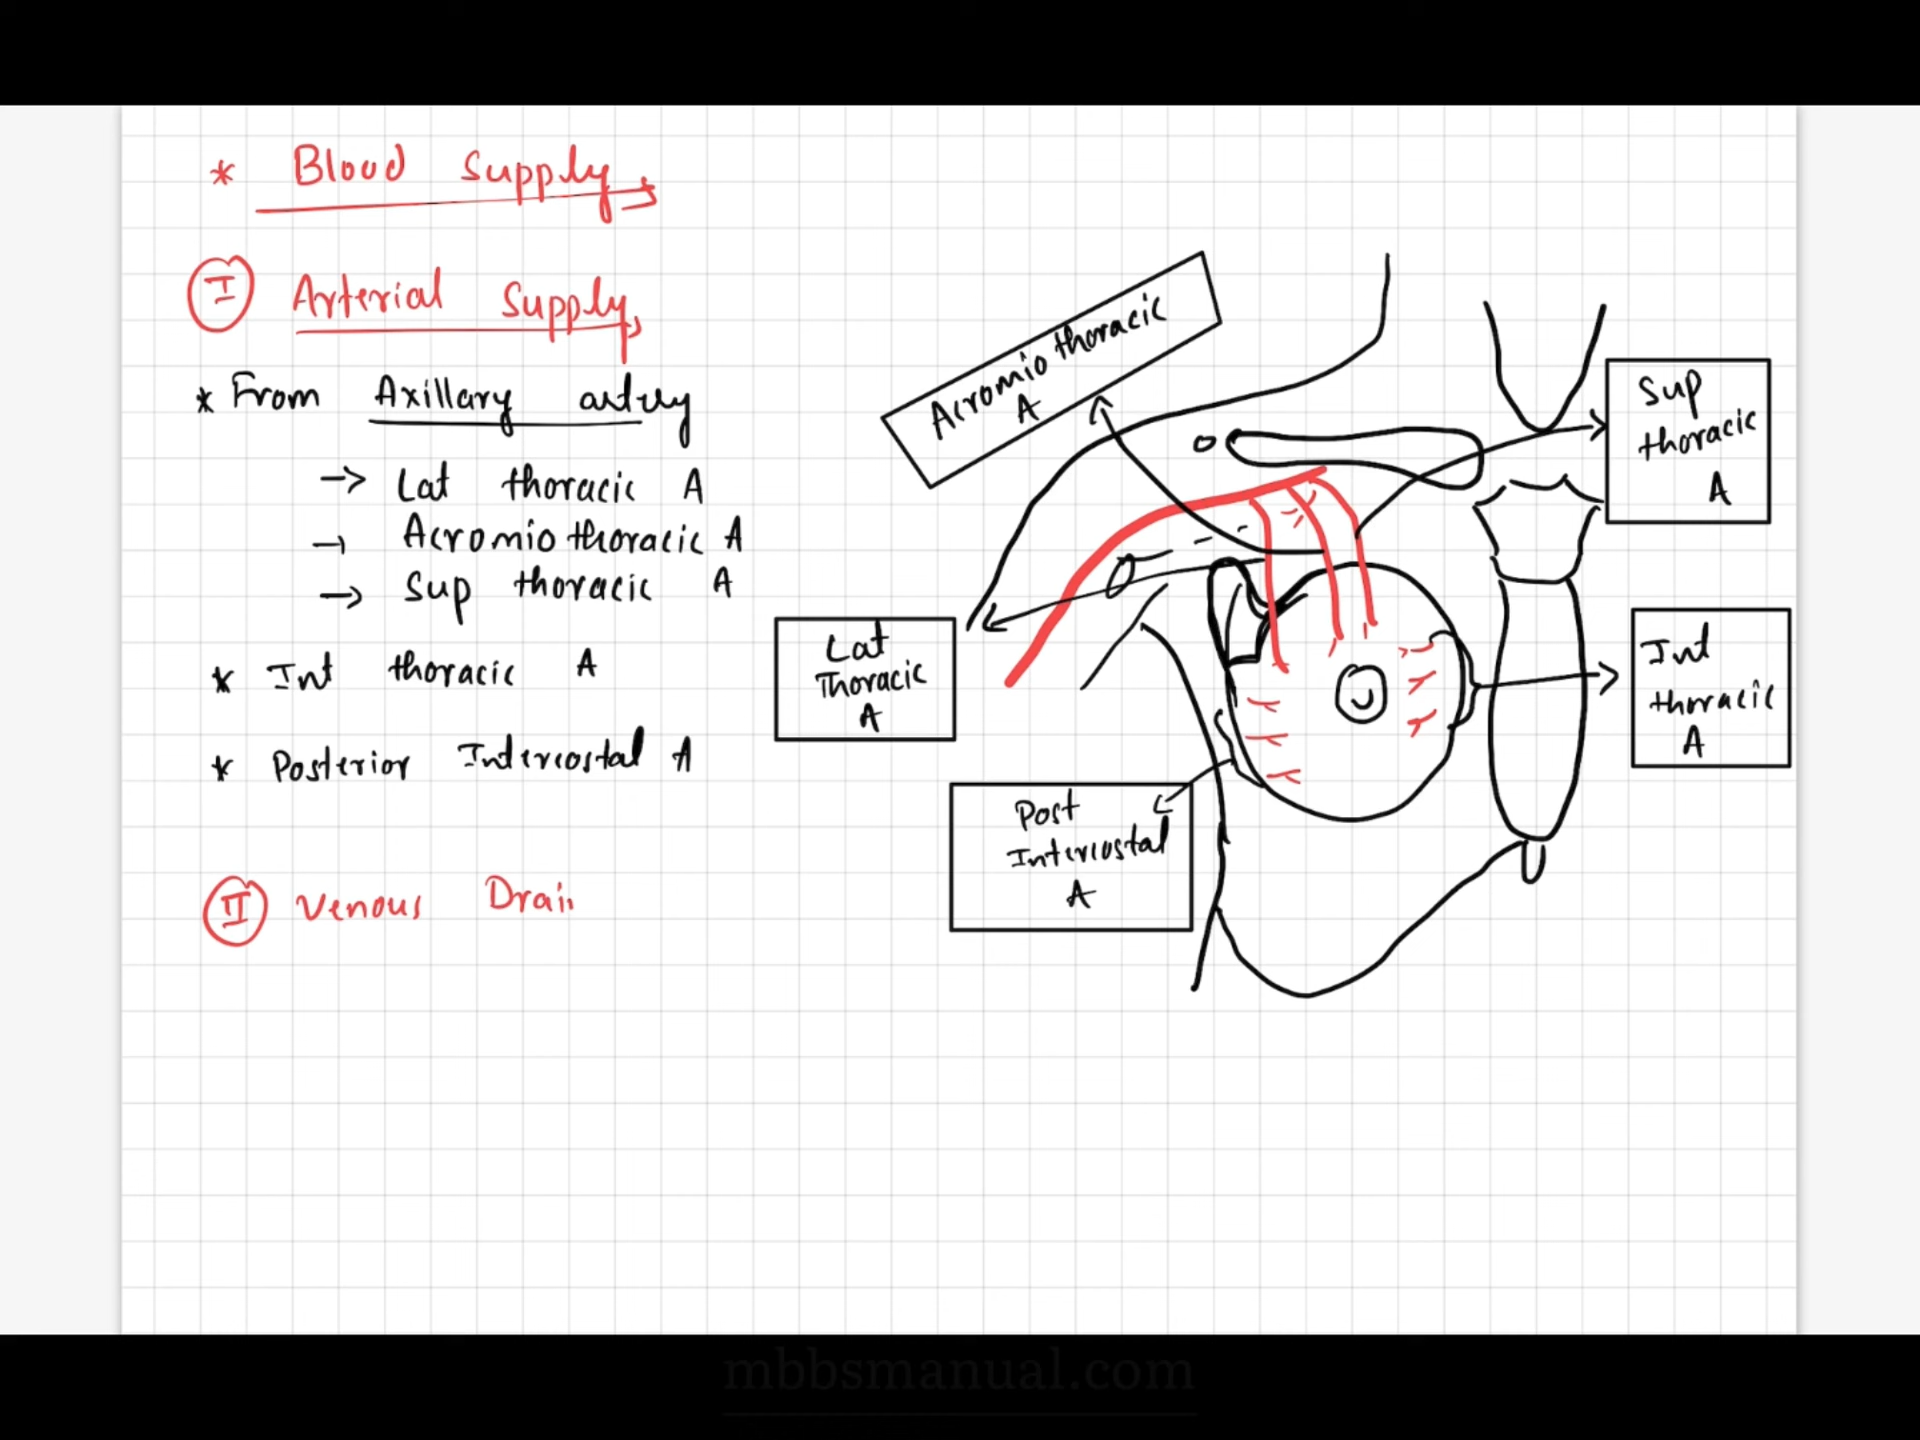 * Blood Supply
I Arterial Supply
* From Axillary artery
→ Lat thoracic A
→ Acromio thoracic A
→ Sup thoracic A
* Int thoracic A
* Posterior Intercostal A
II Venous Drai
Acromio thoracic
A
Sup
thoracic
A
Lat
Thoracic
A
Int
thoracic
A
Post
Intercostal
A
mbbsmanual.com